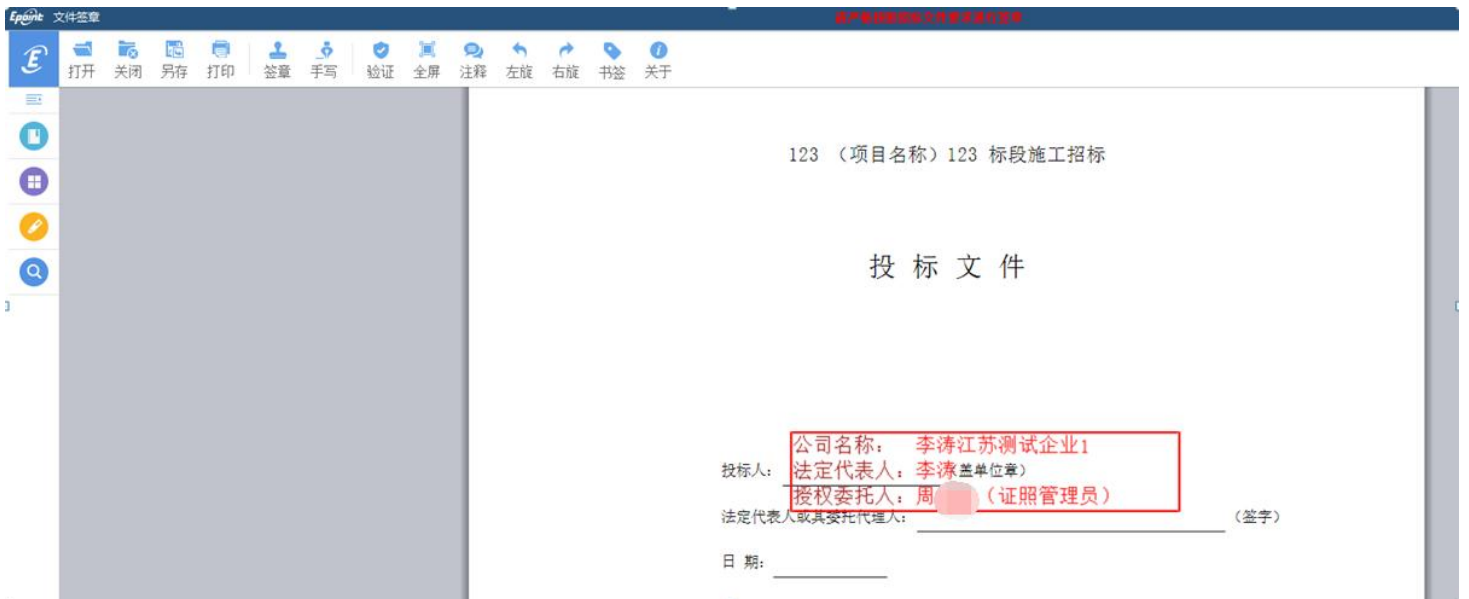 Epoint 文件签章
打开 关闭 另存 打印 签章 手写 验证 全屏 注释 左旋 右旋 书签 关于
123 （项目名称）123 标段施工招标
投 标 文 件
公司名称： 李涛江苏测试企业1
投标人： 法定代表人：李涛（盖单位章）
授权委托人：周 （证照管理员）
法定代表人或其委托代理人： （签字）
日 期：